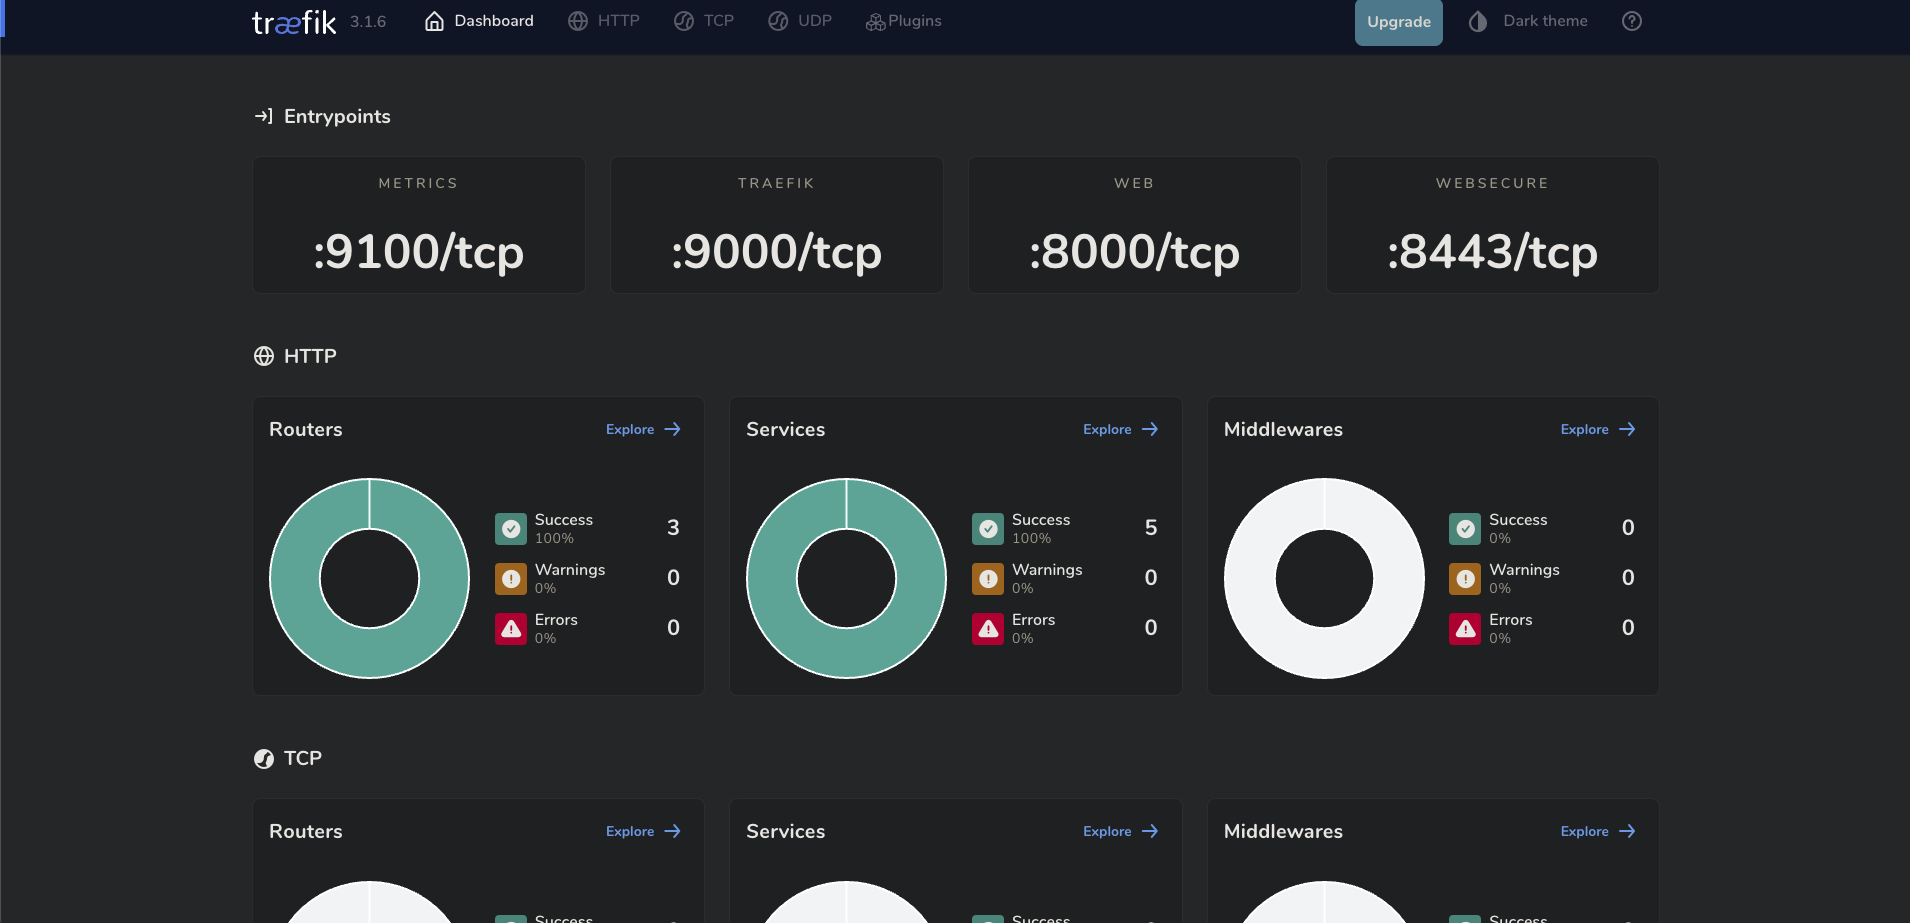 træfik 3.1.6 Dashboard HTTP TCP UDP Plugins Upgrade Dark theme
Entrypoints
METRICS
:9100/tcp
TRAEFIK
:9000/tcp
WEB
:8000/tcp
WEBSECURE
:8443/tcp
HTTP
Routers Explore
Success 3
100%
Warnings 0
0%
Errors 0
0%
Services Explore
Success 5
100%
Warnings 0
0%
Errors 0
0%
Middlewares Explore
Success 0
0%
Warnings 0
0%
Errors 0
0%
TCP
Routers Explore
Success
Services Explore
Success
Middlewares Explore
Success